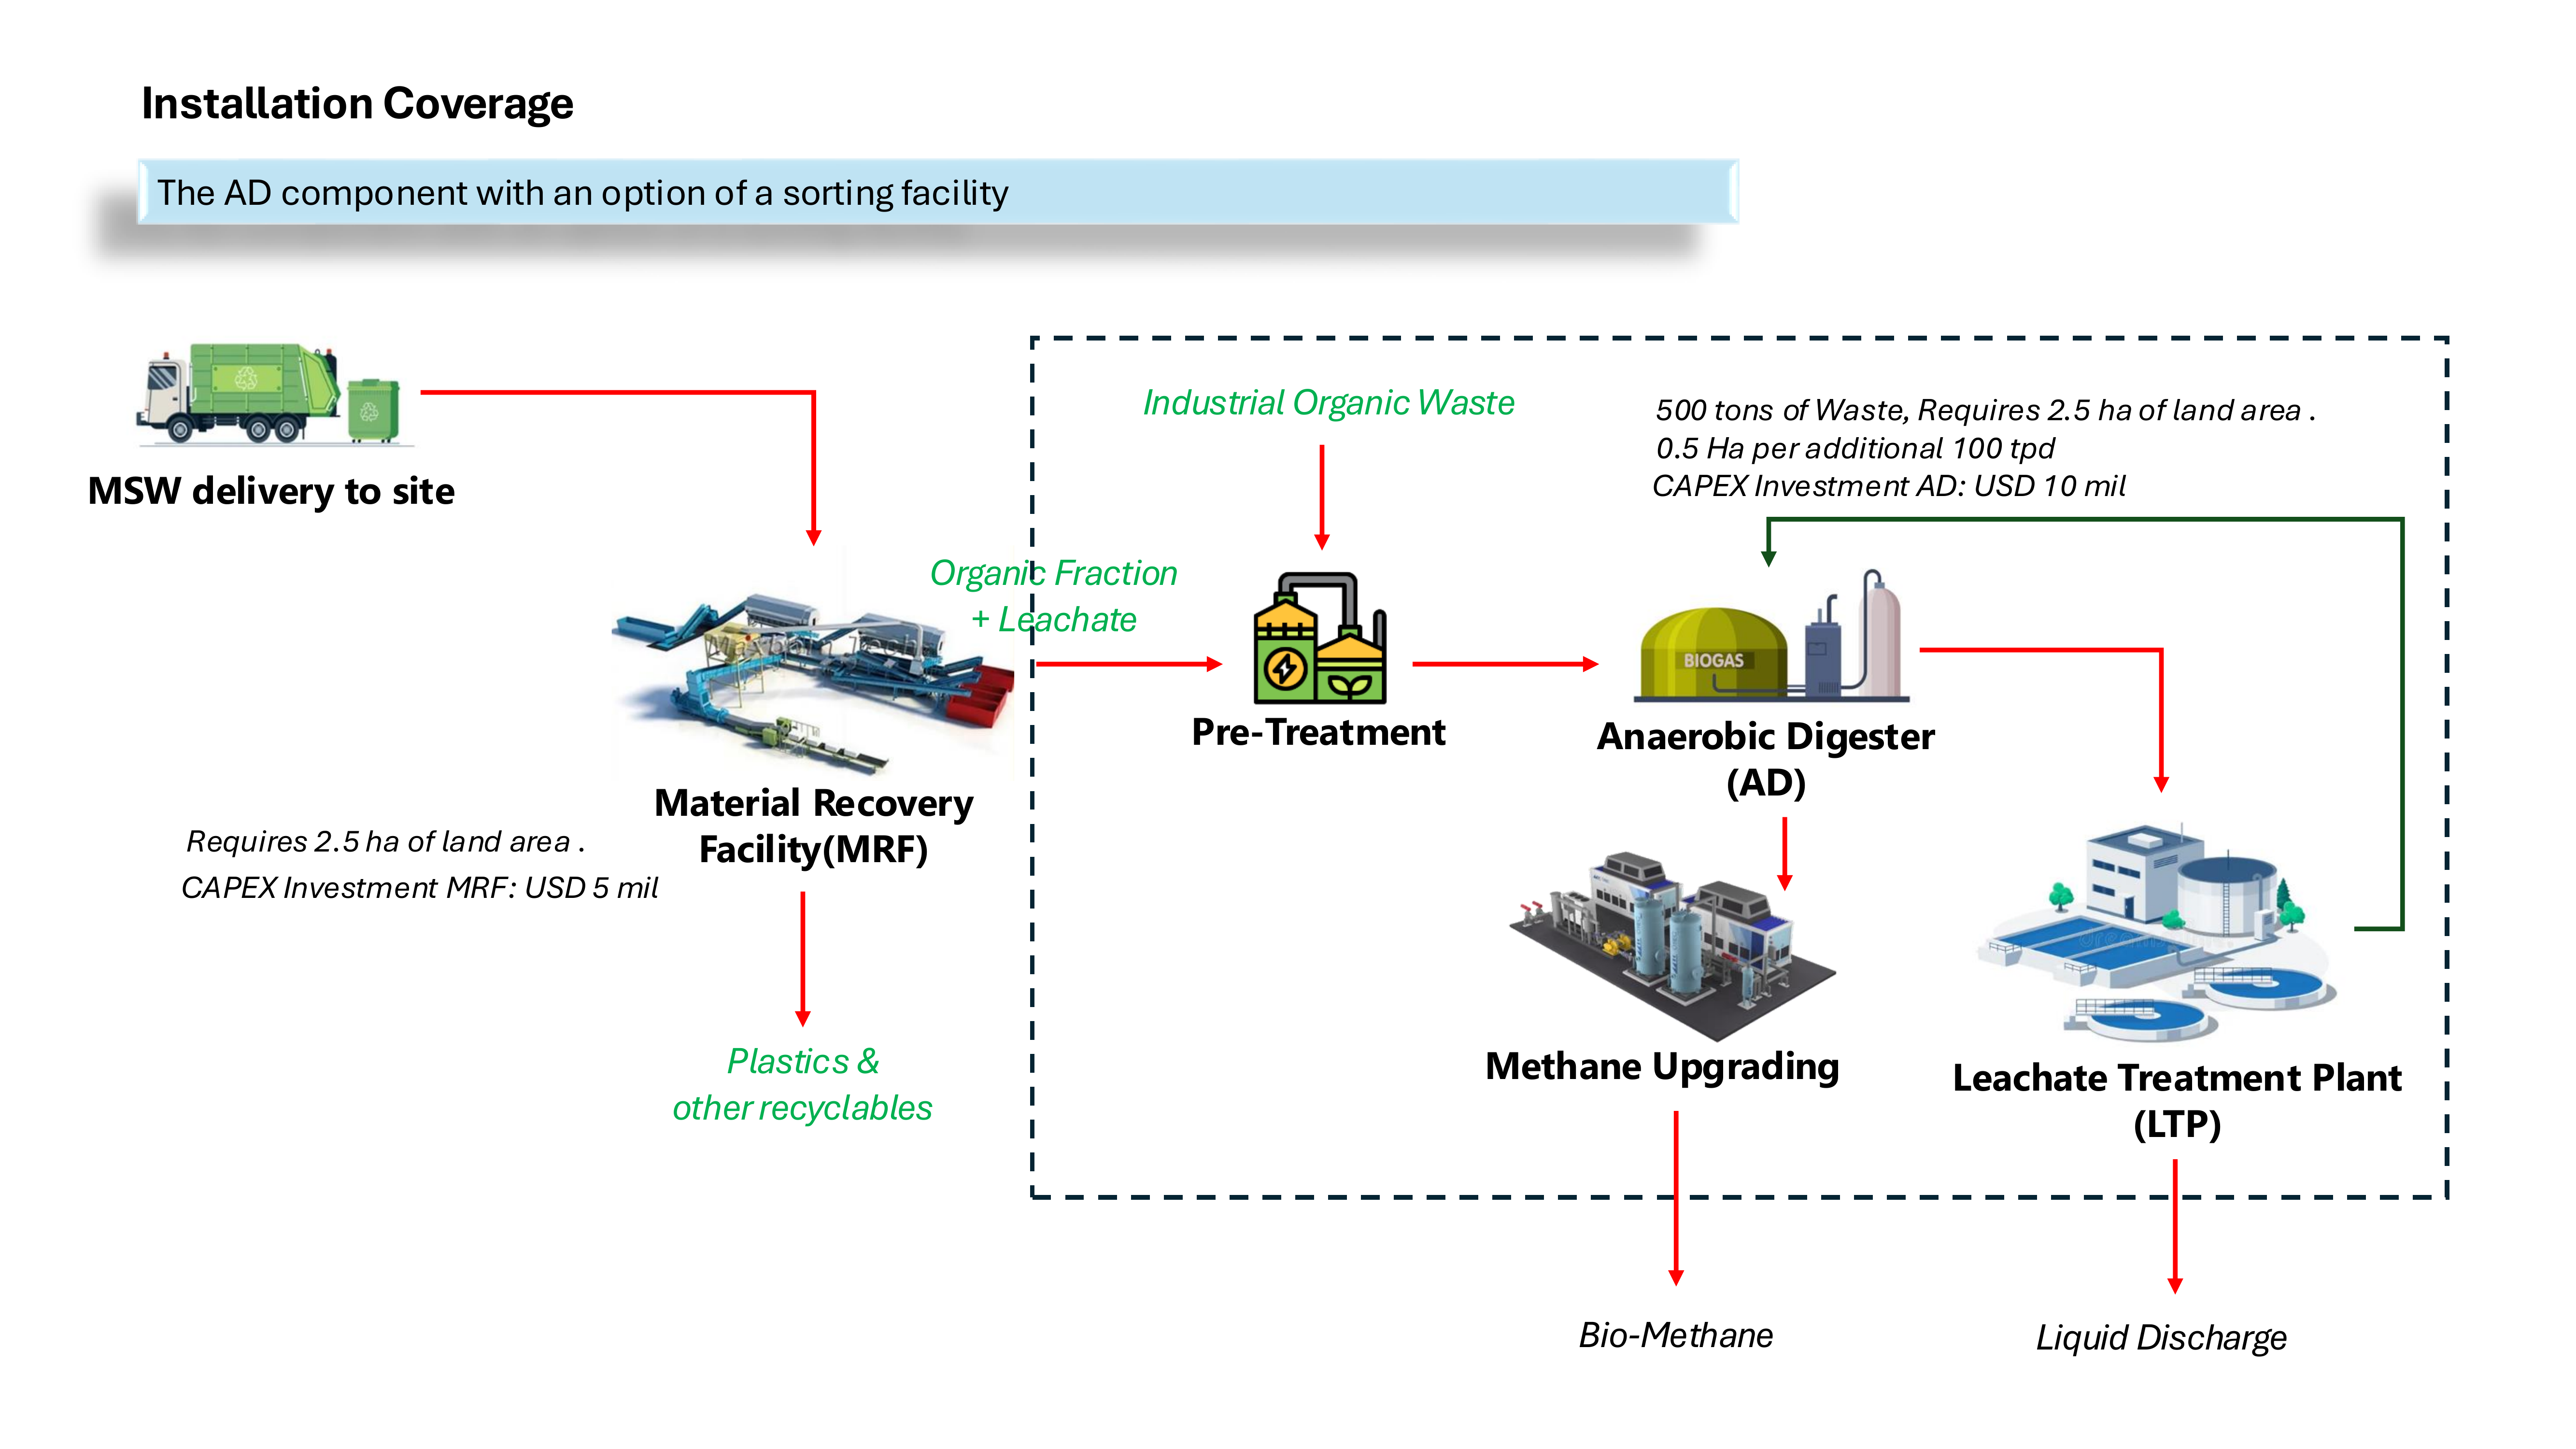 Installation Coverage
The AD component with an option of a sorting facility
MSW delivery to site
Industrial Organic Waste
500 tons of Waste, Requires 2.5 ha of land area .
0.5 Ha per additional 100 tpd
CAPEX Investment AD: USD 10 mil
Organic Fraction
+ Leachate
BIOGAS
Pre-Treatment
Anaerobic Digester
(AD)
Material Recovery
Facility(MRF)
Requires 2.5 ha of land area .
CAPEX Investment MRF: USD 5 mil
Plastics &
other recyclables
Methane Upgrading
Leachate Treatment Plant
(LTP)
Bio-Methane
Liquid Discharge